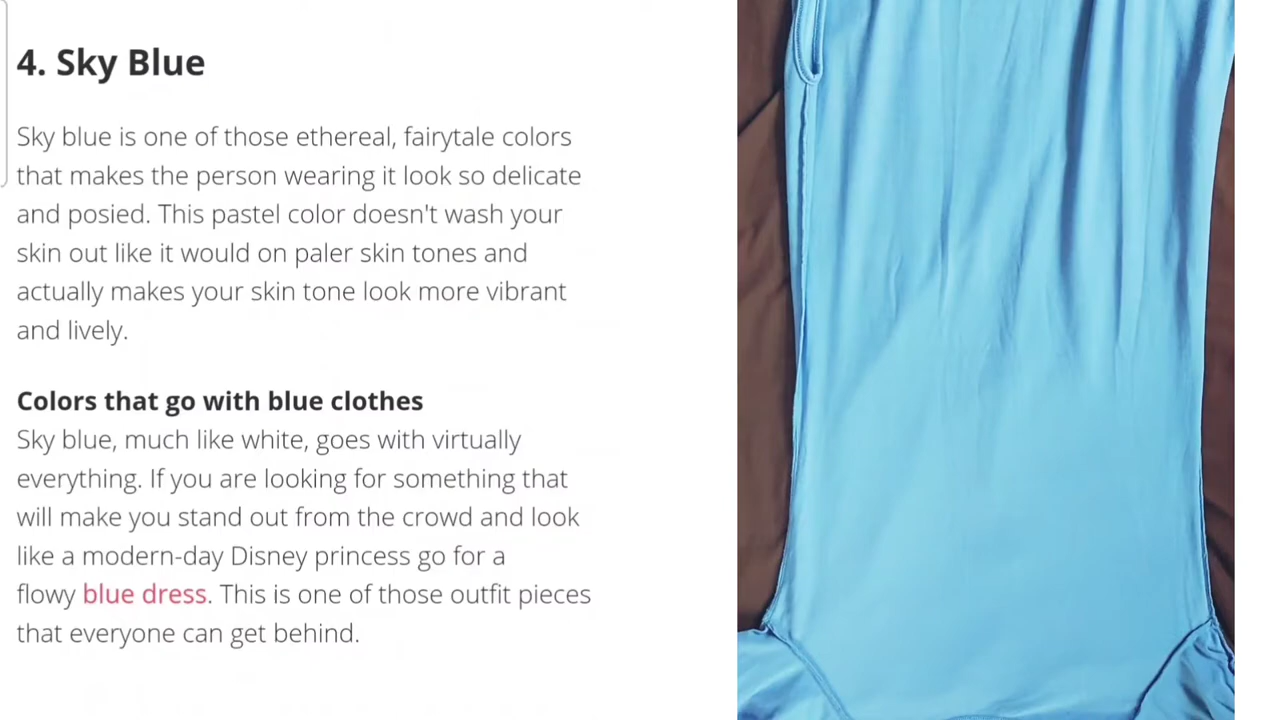 4. Sky Blue
Sky blue is one of those ethereal, fairytale colors
that makes the person wearing it look so delicate
and posied. This pastel color doesn't wash your
skin out like it would on paler skin tones and
actually makes your skin tone look more vibrant
and lively.
Colors that go with blue clothes
Sky blue, much like white, goes with virtually
everything. If you are looking for something that
will make you stand out from the crowd and look
like a modern-day Disney princess go for a
flowy blue dress. This is one of those outfit pieces
that everyone can get behind.